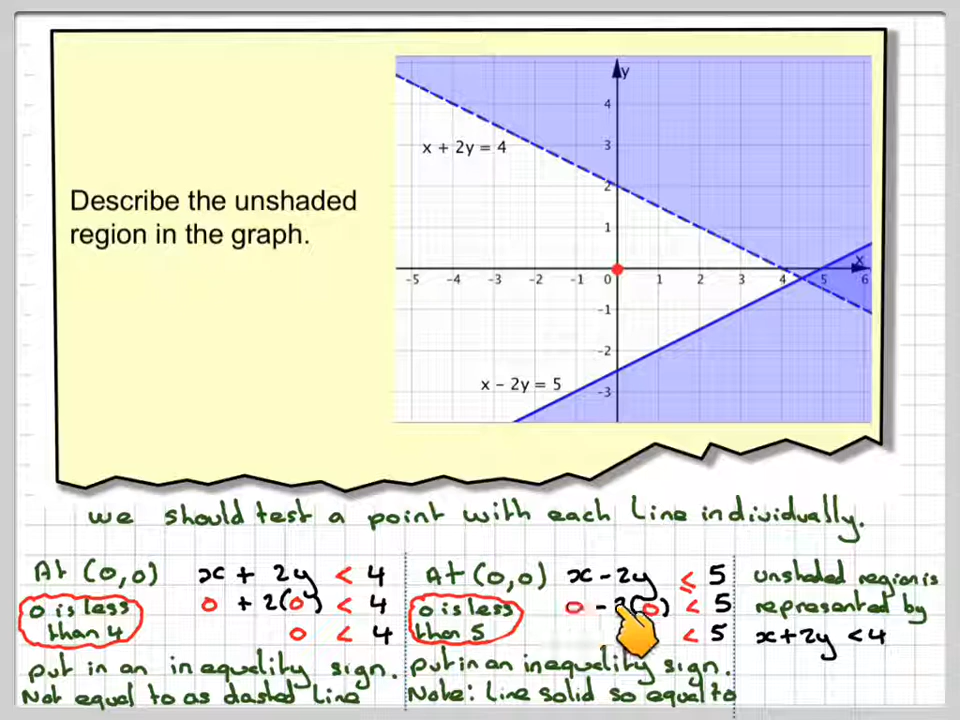 Describe the unshaded
region in the graph.
y
4
x + 2y = 4
3
2
1
x
-5 -4 -3 -2 -1 0 1 2 3 4 5 6
-1
-2
x - 2y = 5
-3
we should test a point with each Line individually.
At (0,0) x + 2y < 4
0 is less 0 + 2(0) < 4
than 4 0 < 4
put in an inequality sign.
Not equal to as dashed Line
At (0,0) x - 2y ≤ 5
0 is less 0 - 2(0) < 5
than 5 < 5
put in an inequality sign.
Note: Line solid so equal to
unshaded region is
represented by
x + 2y < 4